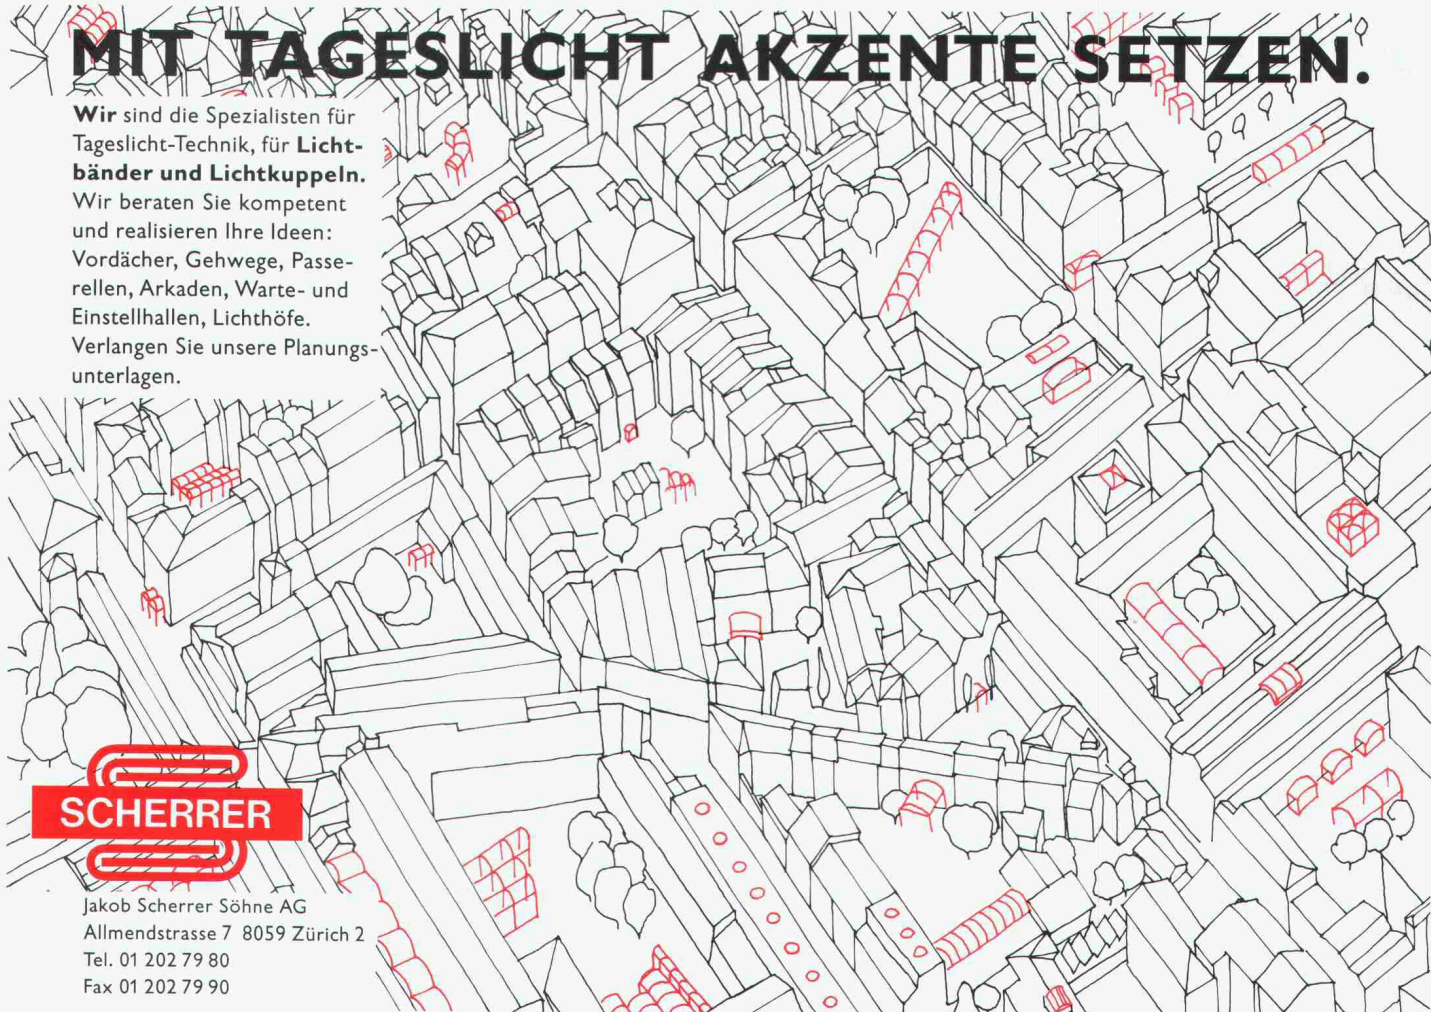 MIT TAGESLICHT AKZENTE SETZEN.
Wir sind die Spezialisten für
Tageslicht-Technik, für Licht-
bänder und Lichtkuppeln.
Wir beraten Sie kompetent
und realisieren Ihre Ideen:
Vordächer, Gehwege, Passe-
rellen, Arkaden, Warte- und
Einstellhallen, Lichthöfe.
Verlangen Sie unsere Planungs-
unterlagen.
SCHERRER
Jakob Scherrer Söhne AG
Allmendstrasse 7 8059 Zürich 2
Tel. 01 202 79 80
Fax 01 202 79 90